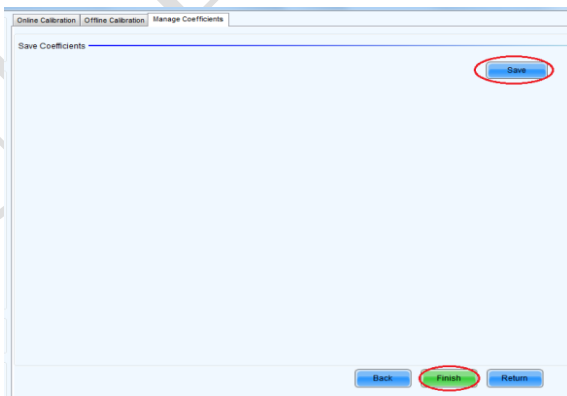 Online Calibration Offline Calibration Manage Coefficients
Save Coefficients
Save
Back Finish Return